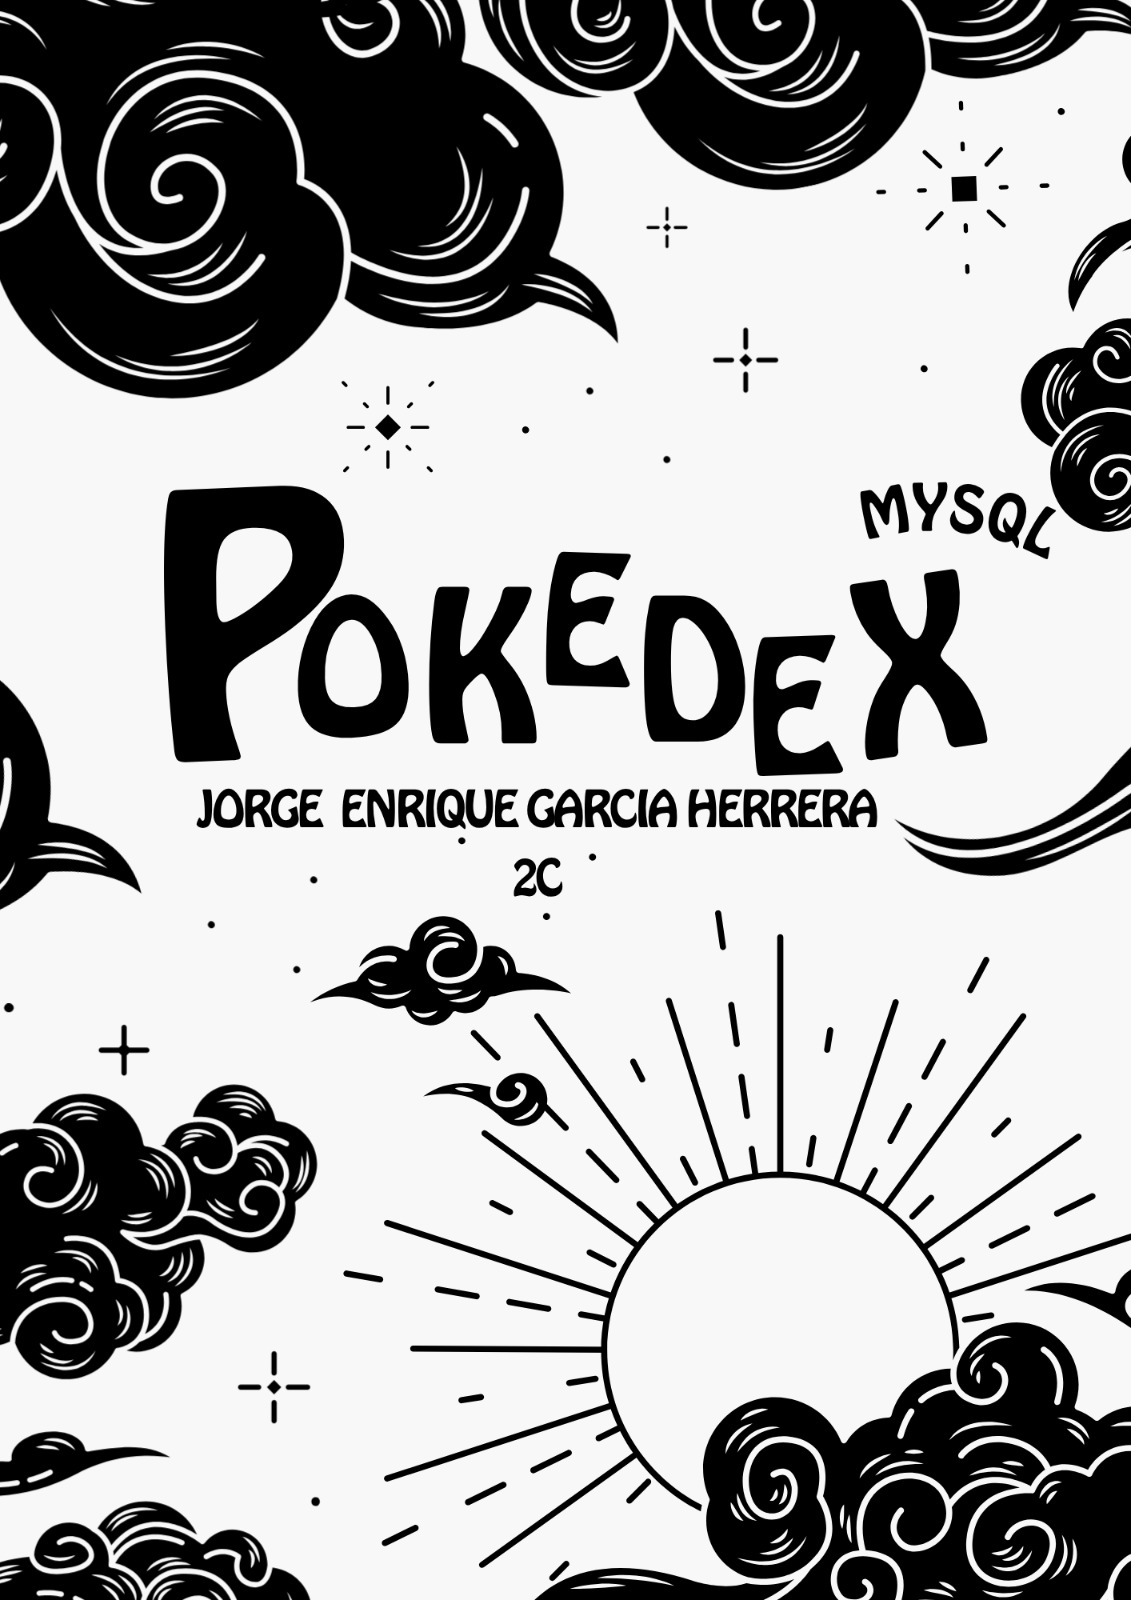 MYSQL
POKEDEX
JORGE ENRIQUE GARCIA HERRERA
2C